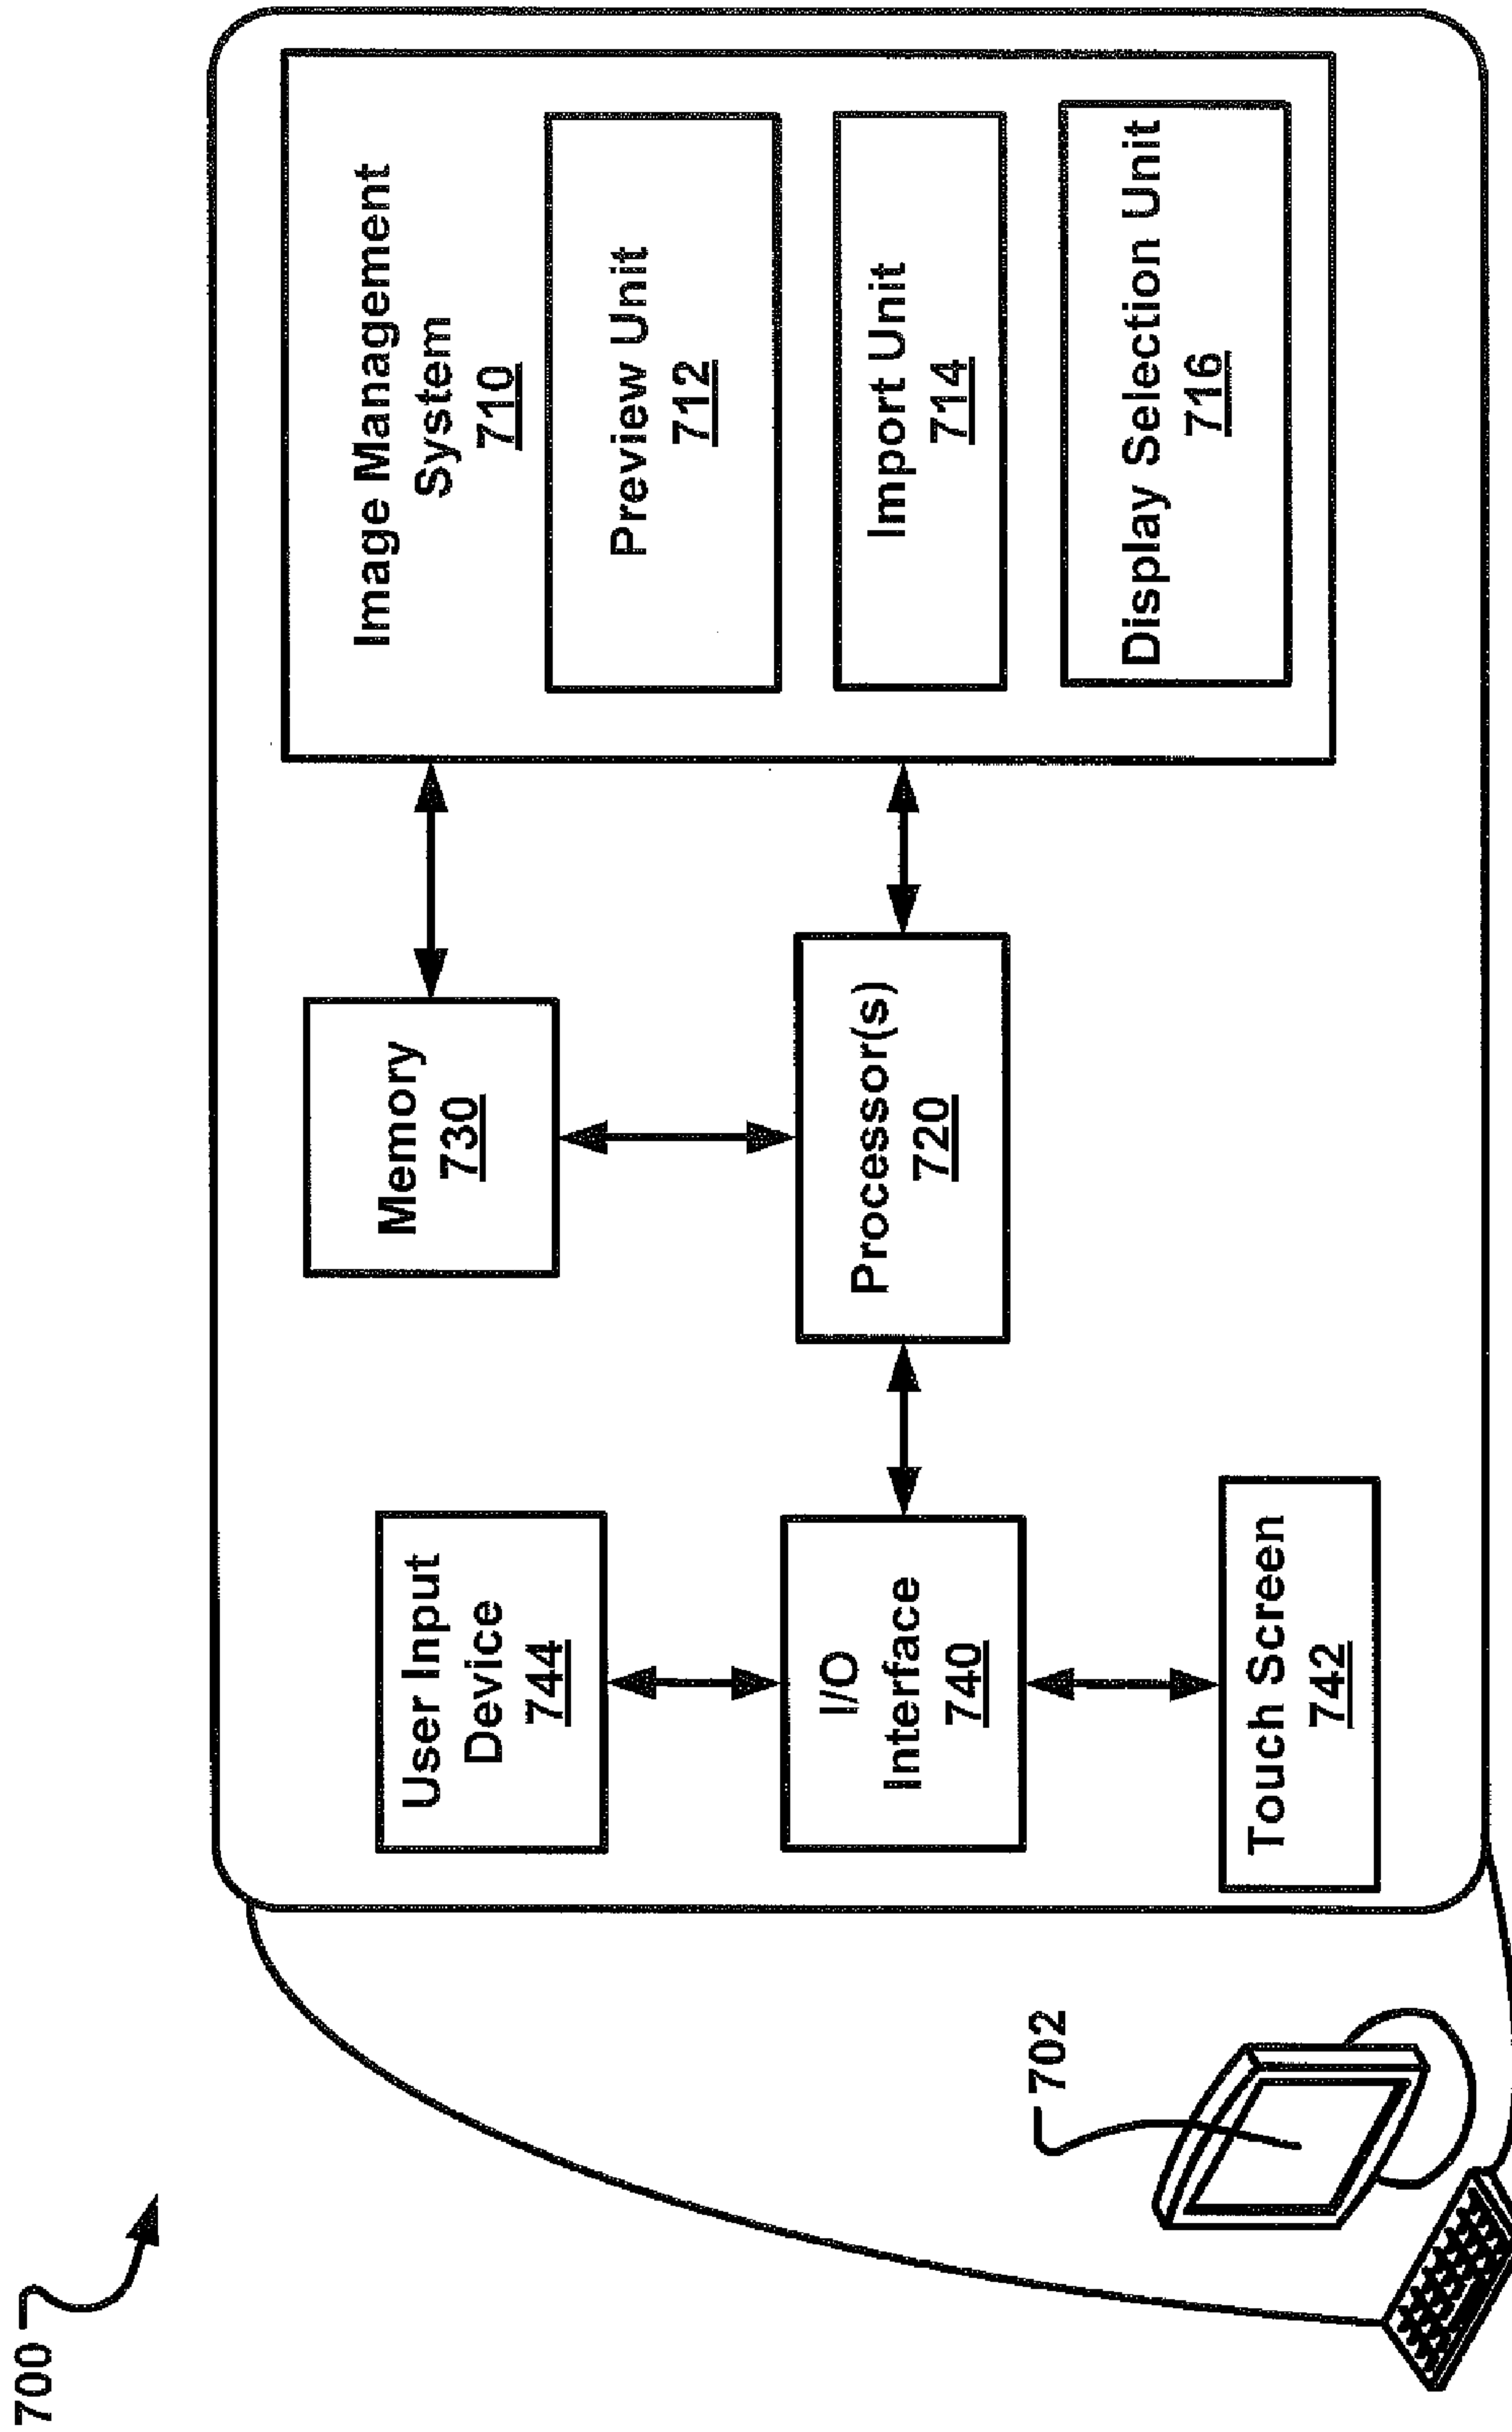 700
702
User Input
Device
744
I/O
Interface
740
Touch Screen
742
Memory
730
Processor(s)
720
Image Management
System
710
Preview Unit
712
Import Unit
714
Display Selection Unit
716